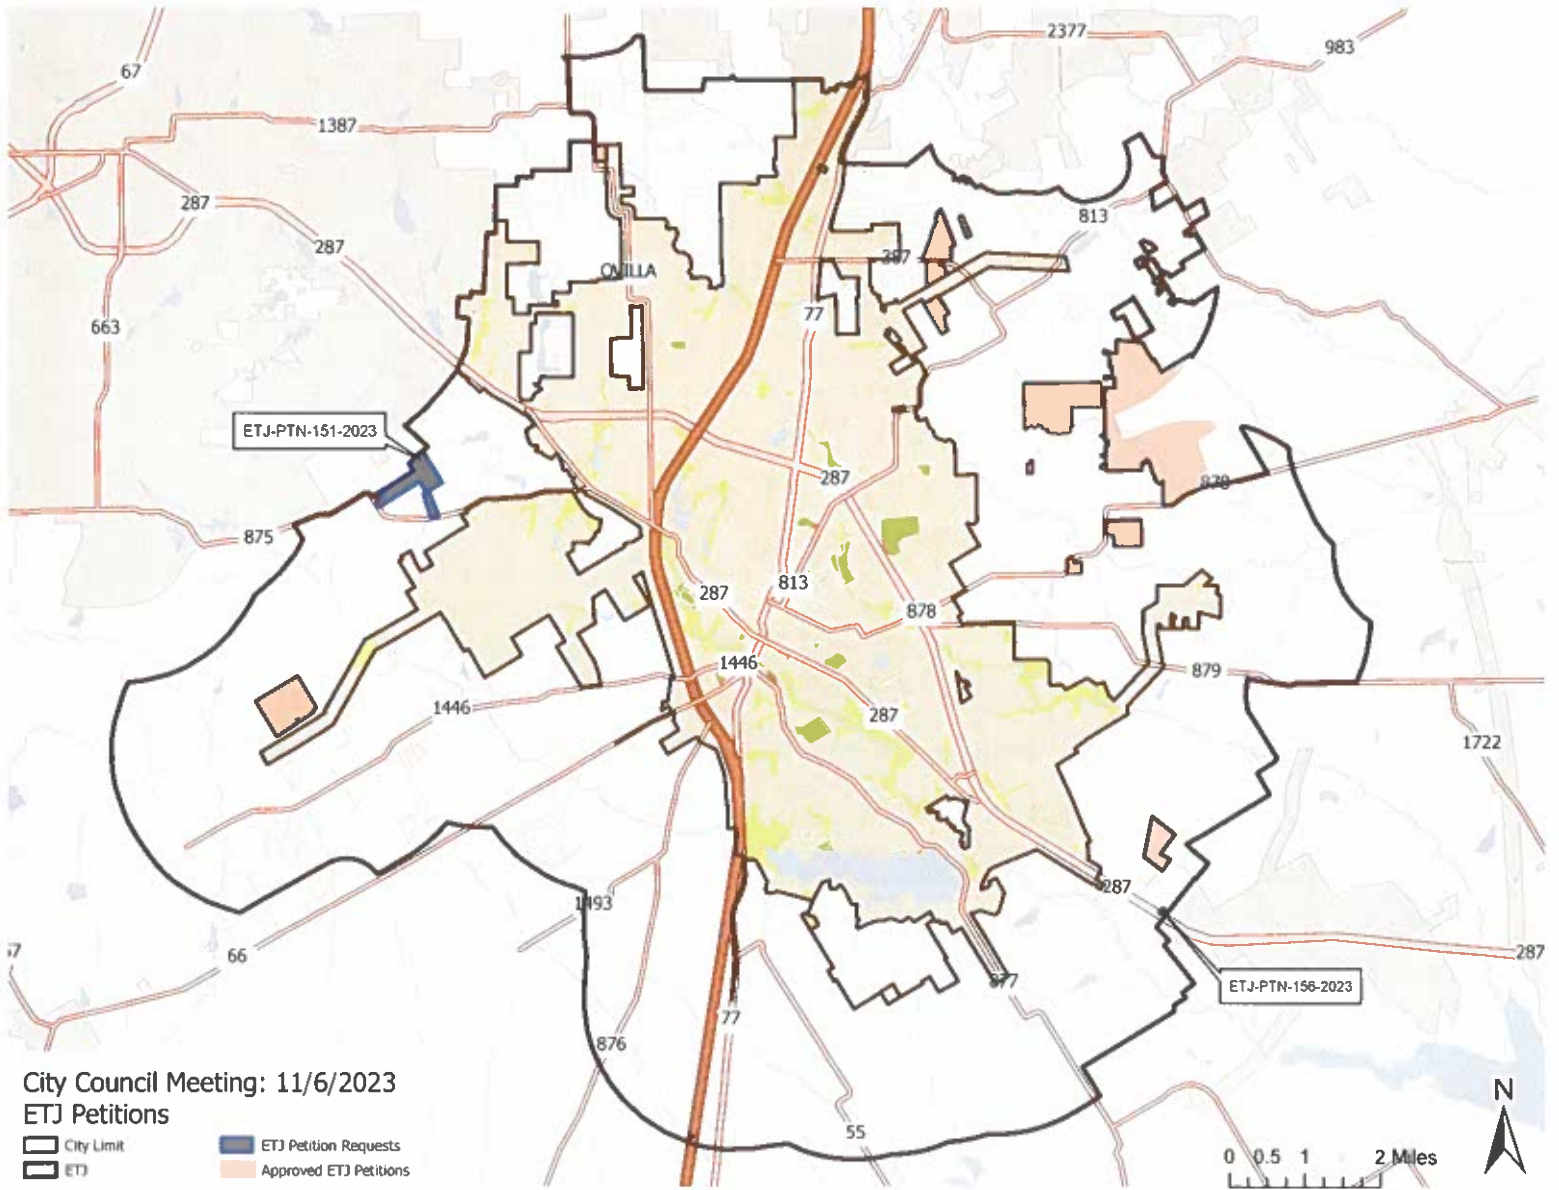 2377
983
67
1387
287
813
287
287
OVILLA
77
663
ETJ-PTN-151-2023
287
878
875
813
287
878
1446
879
1446
287
1722
287
1493
66
287
ETJ-PTN-156-2023
877
77
876
55
City Council Meeting: 11/6/2023
ETJ Petitions
City Limit
ETJ Petition Requests
ETJ
Approved ETJ Petitions
N
0 0.5 1 2 Miles